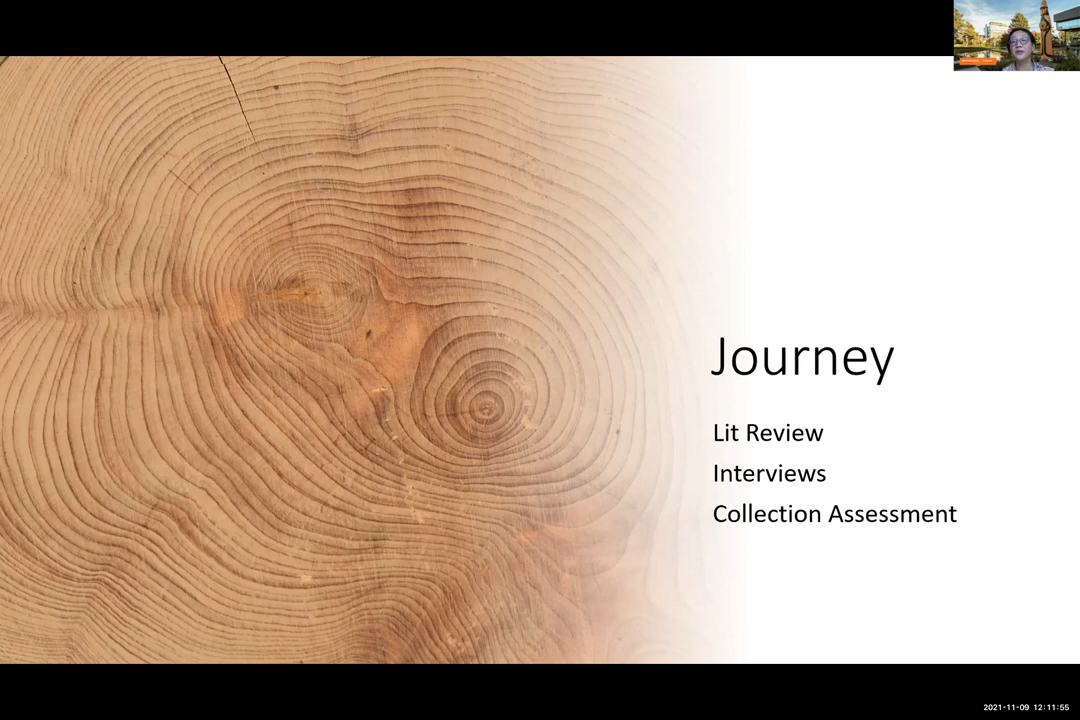 Journey
Lit Review
Interviews
Collection Assessment
2021-11-09 12:11:55